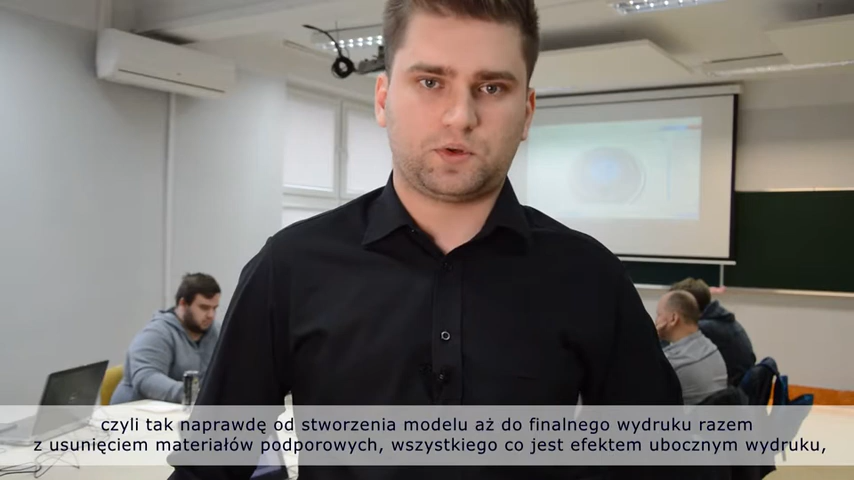 czyli tak naprawdę od stworzenia modelu aż do finalnego wydruku razem
z usunięciem materiałów podporowych, wszystkiego co jest efektem ubocznym wydruku,